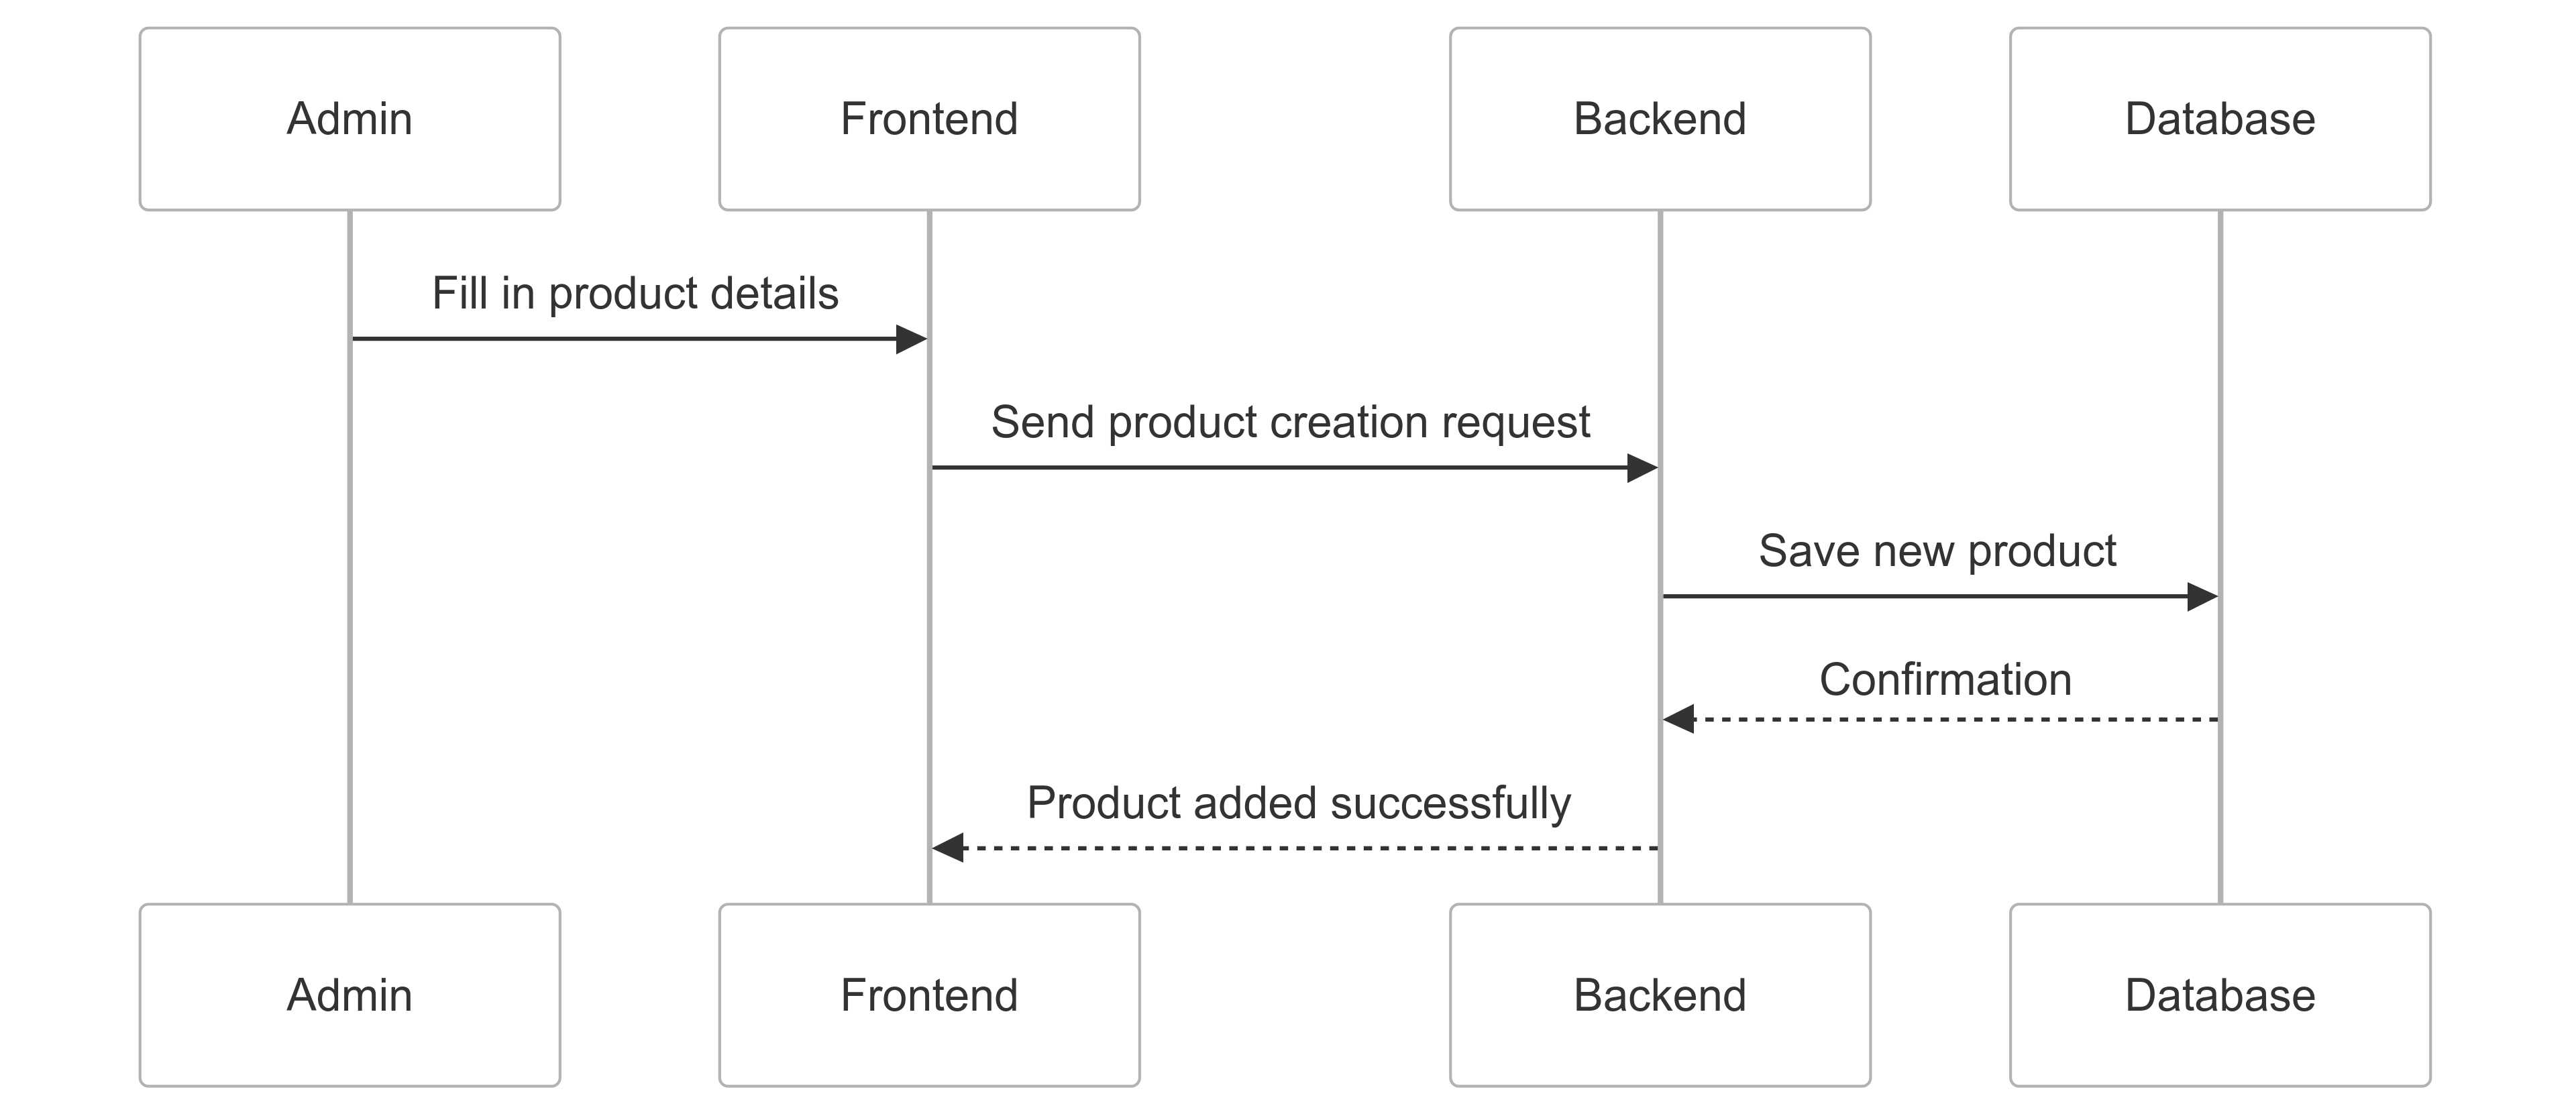 Admin
Frontend
Backend
Database
Fill in product details
Send product creation request
Save new product
Confirmation
Product added successfully
Admin
Frontend
Backend
Database